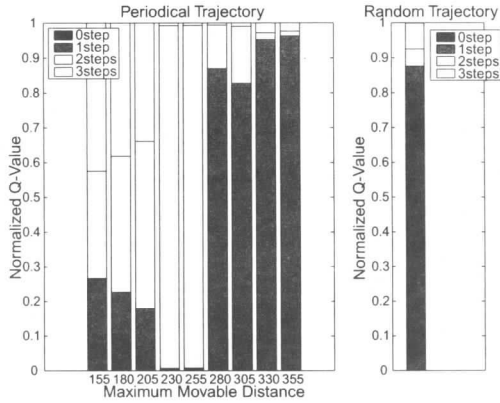 Periodical Trajectory
Normalized Q-Value
1
0.9
0.8
0.7
0.6
0.5
0.4
0.3
0.2
0.1
0
0step
1step
2steps
3steps
155 180 205 230 255 280 305 330 355
Maximum Movable Distance
Random Trajectory
Normalized Q-Value
1
0.9
0.8
0.7
0.6
0.5
0.4
0.3
0.2
0.1
0
0step
1step
2steps
3steps